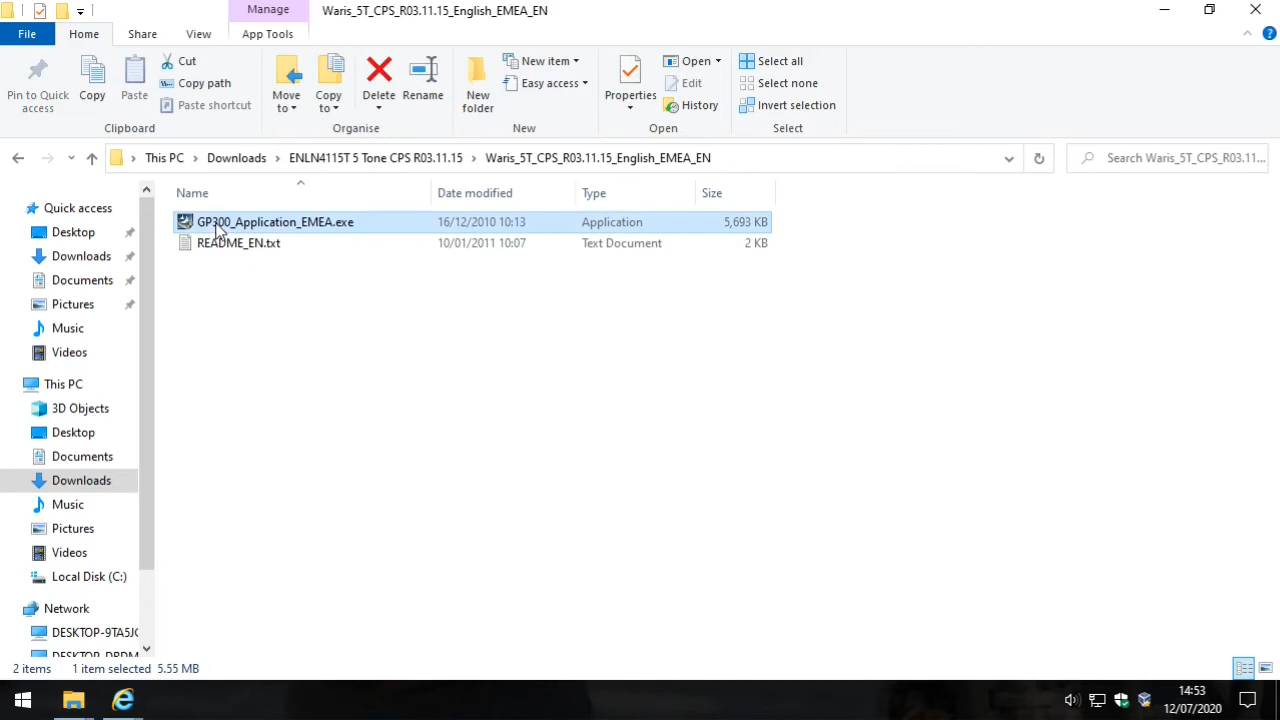 Manage
Waris_5T_CPS_R03.11.15_English_EMEA_EN
File
Home
Share
View
App Tools
Pin to Quick access
Copy
Paste
Cut
Copy path
Paste shortcut
Move to
Copy to
Delete
Rename
New folder
New item
Easy access
Properties
Open
Edit
History
Select all
Select none
Invert selection
Clipboard
Organise
New
Open
Select
This PC > Downloads > ENLN4115T 5 Tone CPS R03.11.15 > Waris_5T_CPS_R03.11.15_English_EMEA_EN
Search Waris_5T_CPS_R03.11...
Name
Date modified
Type
Size
GP300_Application_EMEA.exe
16/12/2010 10:13
Application
5,693 KB
README_EN.txt
10/01/2011 10:07
Text Document
2 KB
Quick access
Desktop
Downloads
Documents
Pictures
Music
Videos
This PC
3D Objects
Desktop
Documents
Downloads
Music
Pictures
Videos
Local Disk (C:)
Network
DESKTOP-9TA5J
2 items
1 item selected 5.55 MB
14:53
12/07/2020